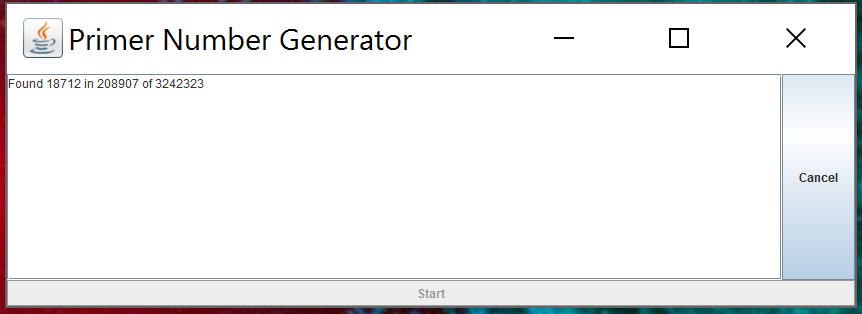 Primer Number Generator
Found 18712 in 208907 of 3242323
Cancel
Start